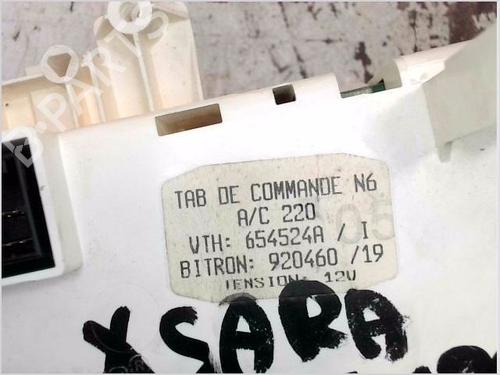 TAB DE COMMANDE N6
A/C 220
VTH: 654524A / I
BITRON: 920460 /19
TENSION: 12V
XSARA